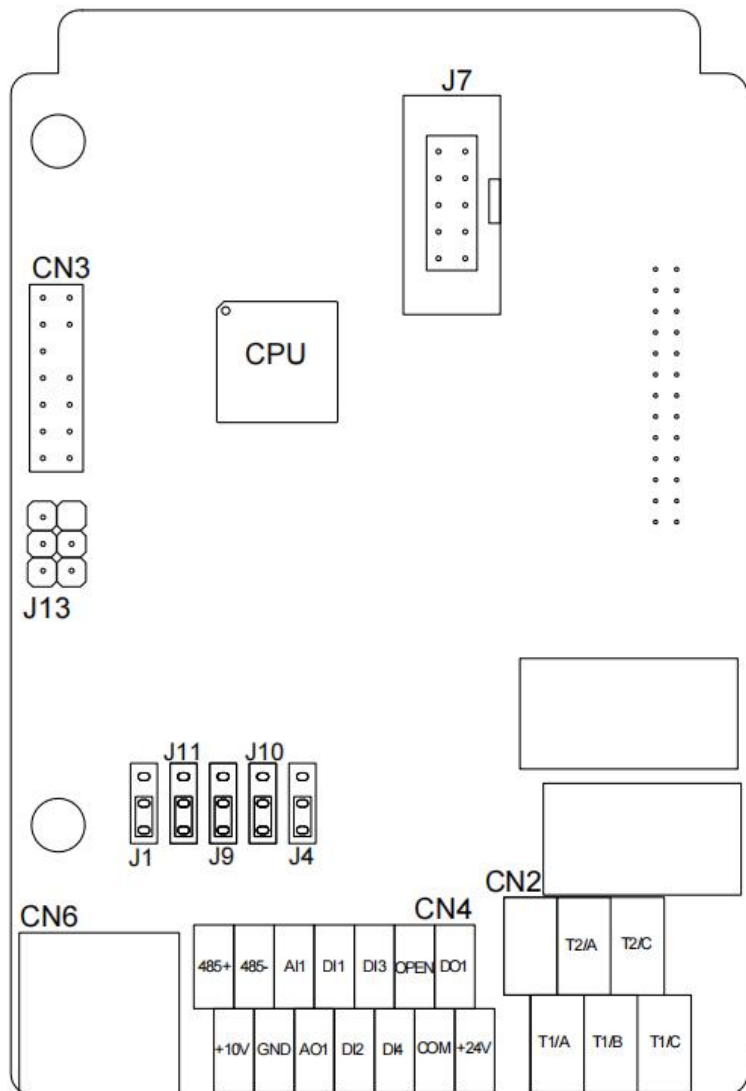 J7
CN3
CPU
J13
J11 J10
J1 J9 J4
CN2
CN6 CN4
485+ 485- AI1 DI1 DI3 OPEN DO1
T2/A T2/C
+10V GND AO1 DI2 DI4 COM +24V
T1/A T1/B T1/C